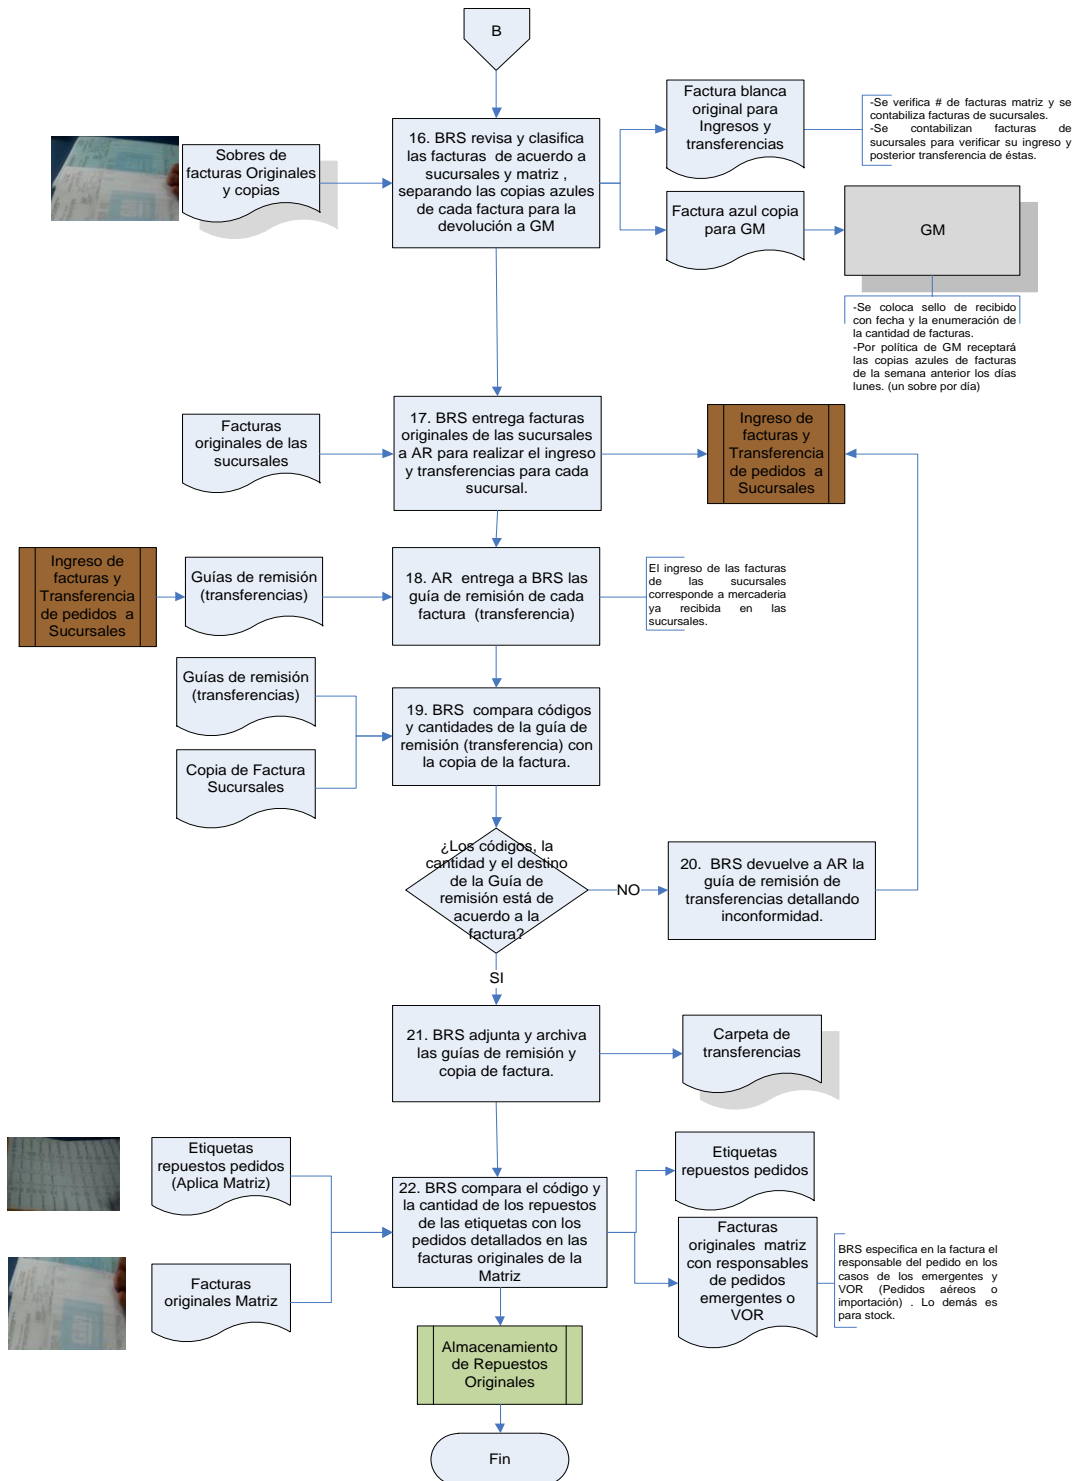 B
Factura blanca
original para
Ingresos y
transferencias
-Se verifica # de facturas matriz y se
contabiliza facturas de sucursales.
-Se contabilizan facturas de
sucursales para verificar su ingreso y
posterior transferencia de éstas.
Sobres de
facturas Originales
y copias
16. BRS revisa y clasifica
las facturas de acuerdo a
sucursales y matriz ,
separando las copias azules
de cada factura para la
devolución a GM
Factura azul copia
para GM
GM
-Se coloca sello de recibido
con fecha y la enumeración de
la cantidad de facturas.
-Por política de GM receptará
las copias azules de facturas
de la semana anterior los días
lunes. (un sobre por día)
Facturas
originales de las
sucursales
17. BRS entrega facturas
originales de las sucursales
a AR para realizar el ingreso
y transferencias para cada
sucursal.
Ingreso de
facturas y
Transferencia
de pedidos a
Sucursales
Ingreso de
facturas y
Transferencia
de pedidos a
Sucursales
Guías de remisión
(transferencias)
18. AR entrega a BRS las
guía de remisión de cada
factura (transferencia)
El ingreso de las facturas
de las sucursales
corresponde a mercaderia
ya recibida en las
sucursales.
Guías de remisión
(transferencias)
Copia de Factura
Sucursales
19. BRS compara códigos
y cantidades de la guía de
remisión (transferencia) con
la copia de la factura.
¿Los códigos, la
cantidad y el destino
de la Guía de
remisión está de
acuerdo a la
factura?
NO
20. BRS devuelve a AR la
guía de remisión de
transferencias detallando
inconformidad.
SI
21. BRS adjunta y archiva
las guías de remisión y
copia de factura.
Carpeta de
transferencias
Etiquetas
repuestos pedidos
(Aplica Matriz)
Facturas
originales Matriz
22. BRS compara el código y
la cantidad de los repuestos
de las etiquetas con los
pedidos detallados en las
facturas originales de la
Matriz
Etiquetas
repuestos pedidos
Facturas
originales matriz
con responsables
de pedidos
emergentes o
VOR
BRS especifica en la factura el
responsable del pedido en los
casos de los emergentes y
VOR (Pedidos aéreos o
importación) . Lo demás es
para stock.
Almacenamiento
de Repuestos
Originales
Fin